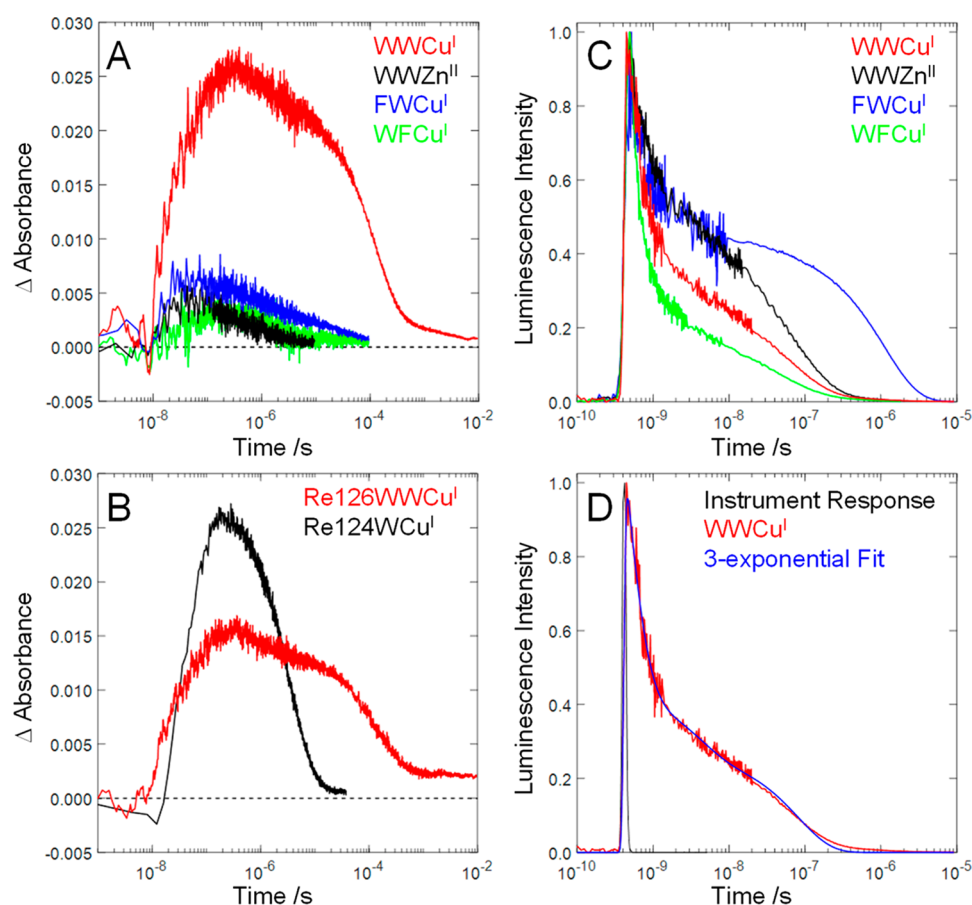 A
WWCuᴵ
WWZnᴵᴵ
FWCuᴵ
WFCuᴵ
0.030
0.025
0.020
0.015
0.010
0.005
0.000
-0.005
Δ Absorbance
10⁻⁸
10⁻⁶
10⁻⁴
10⁻²
Time /s
C
WWCuᴵ
WWZnᴵᴵ
FWCuᴵ
WFCuᴵ
1.0
0.8
0.6
0.4
0.2
0.0
Luminescence Intensity
10⁻¹⁰
10⁻⁹
10⁻⁸
10⁻⁷
10⁻⁶
10⁻⁵
Time /s
B
Re126WWCuᴵ
Re124WCuᴵ
0.030
0.025
0.020
0.015
0.010
0.005
0.000
-0.005
Δ Absorbance
10⁻⁸
10⁻⁶
10⁻⁴
10⁻²
Time /s
D
Instrument Response
WWCuᴵ
3-exponential Fit
1.0
0.8
0.6
0.4
0.2
0.0
Luminescence Intensity
10⁻¹⁰
10⁻⁹
10⁻⁸
10⁻⁷
10⁻⁶
10⁻⁵
Time /s